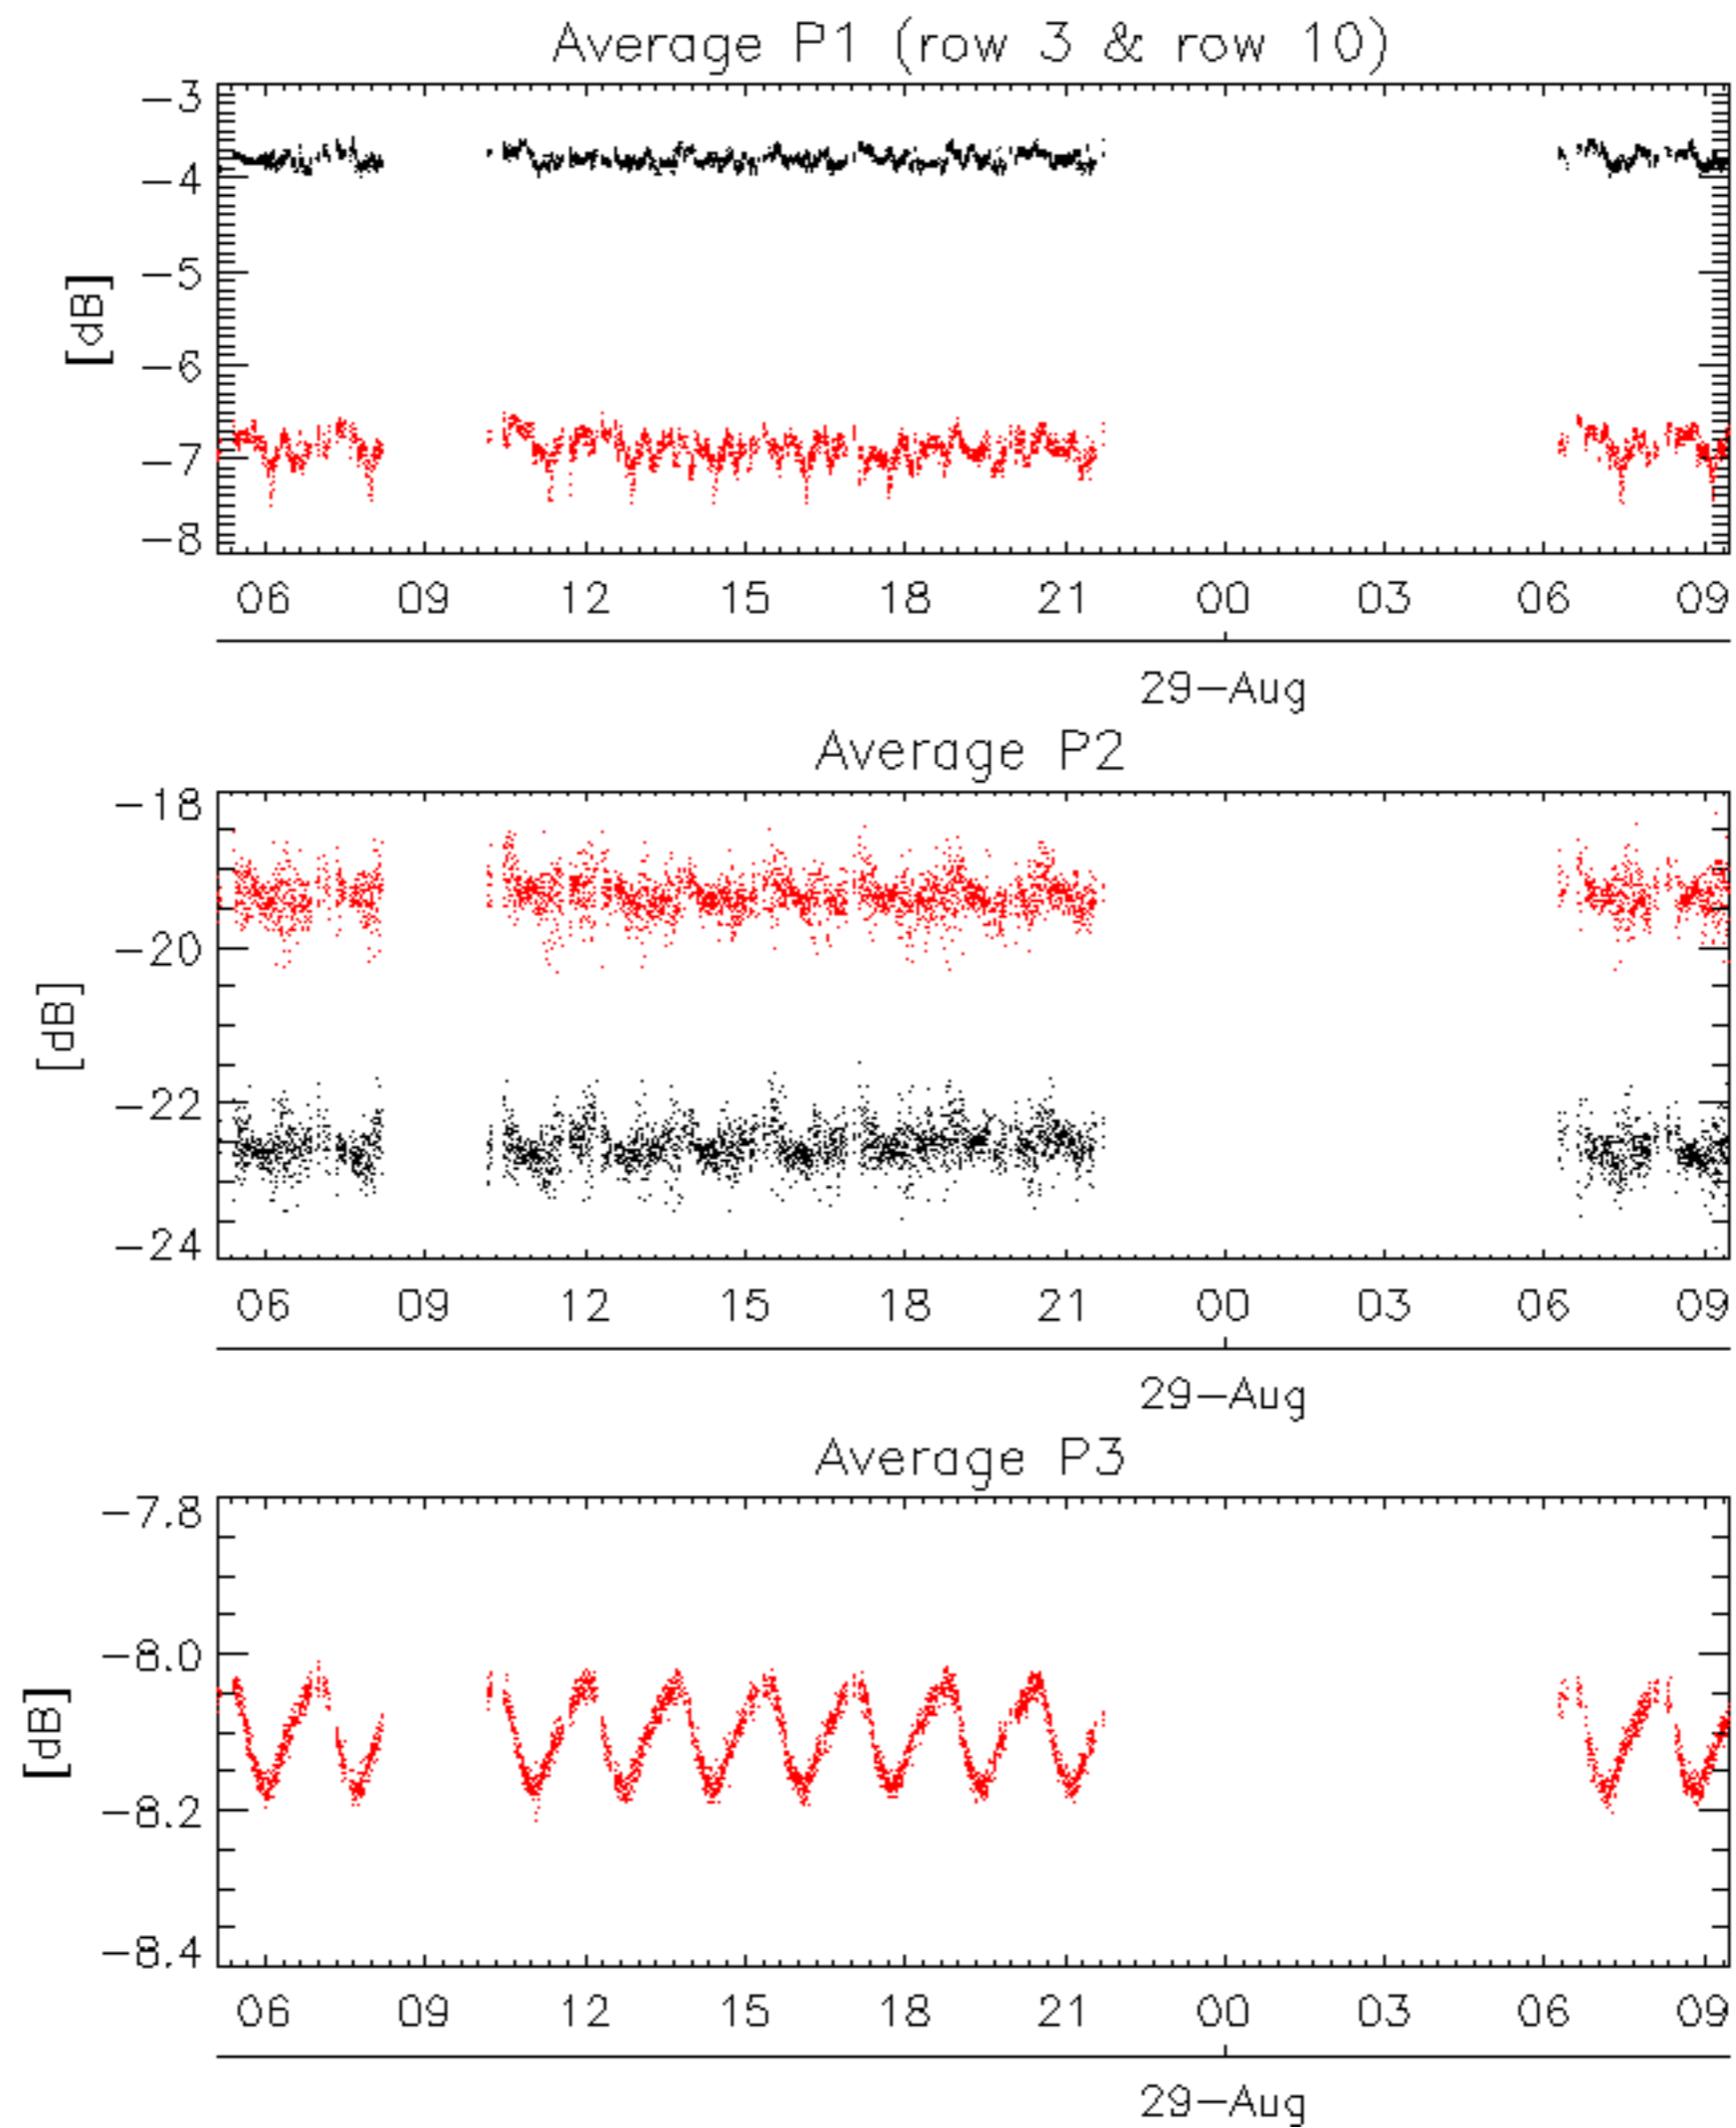 Average P1 (row 3 & row 10)
-3
-4
-5
-6
-7
-8
[dB]
06 09 12 15 18 21 00 03 06 09
29-Aug
Average P2
-18
-20
-22
-24
[dB]
06 09 12 15 18 21 00 03 06 09
29-Aug
Average P3
-7.8
-8.0
-8.2
-8.4
[dB]
06 09 12 15 18 21 00 03 06 09
29-Aug